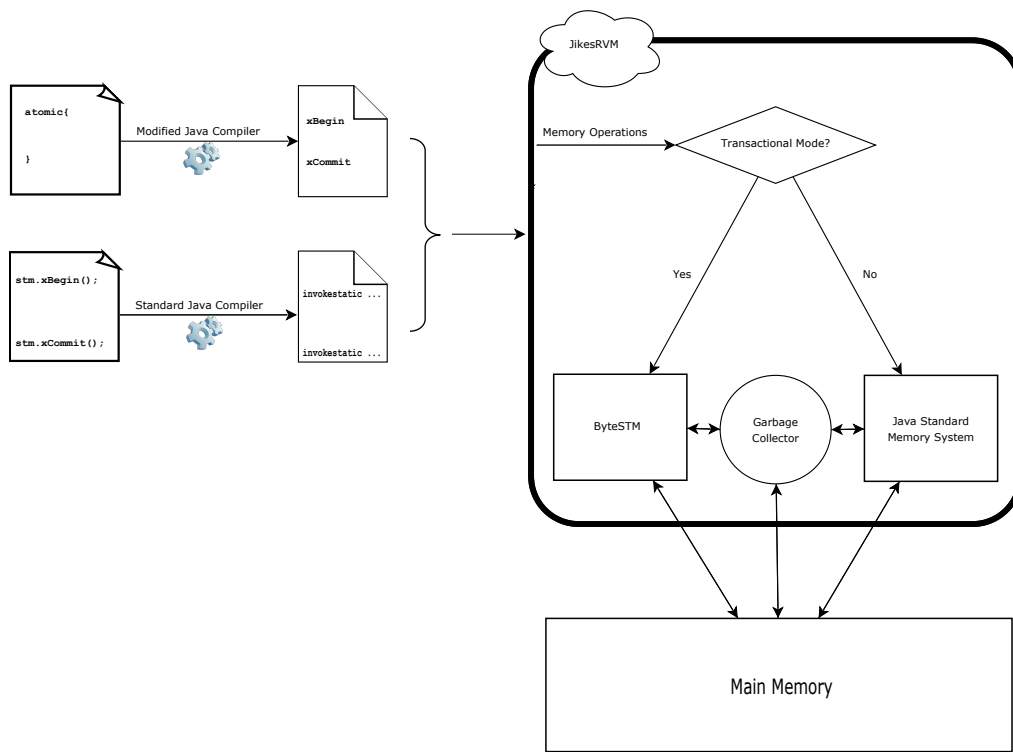 JikesRVM
atomic{
}
Modified Java Compiler
xBegin
xCommit
Memory Operations
Transactional Mode?
stm.xBegin();
stm.xCommit();
Standard Java Compiler
invokestatic ...
invokestatic ...
Yes
No
ByteSTM
Garbage
Collector
Java Standard
Memory System
Main Memory